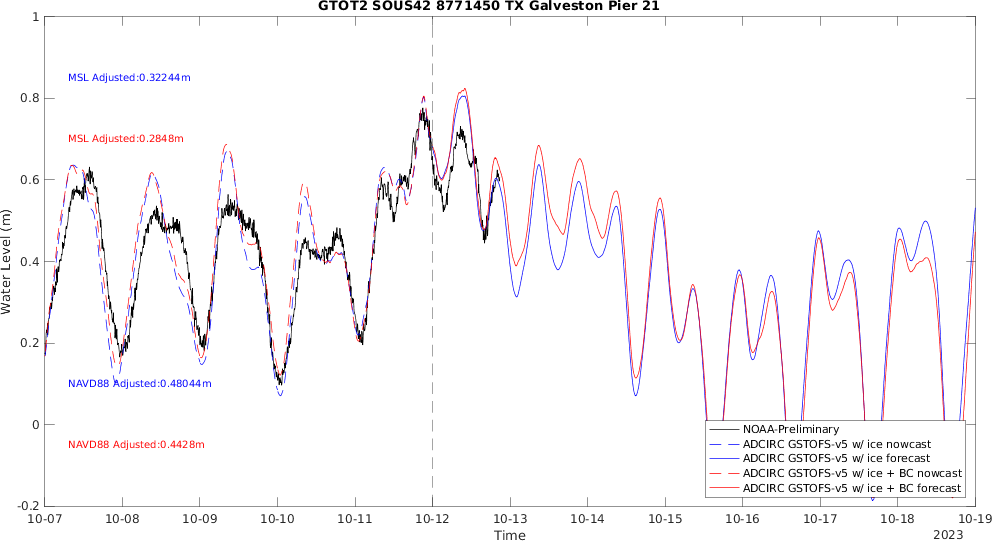 GTOT2 SOUS42 8771450 TX Galveston Pier 21
1
0.8
0.6
0.4
0.2
0
-0.2
Water Level (m)
MSL Adjusted:0.32244m
MSL Adjusted:0.2848m
NAVD88 Adjusted:0.48044m
NAVD88 Adjusted:0.4428m
NOAA-Preliminary
ADCIRC GSTOFS-v5 w/ ice nowcast
ADCIRC GSTOFS-v5 w/ ice forecast
ADCIRC GSTOFS-v5 w/ ice + BC nowcast
ADCIRC GSTOFS-v5 w/ ice + BC forecast
10-07 10-08 10-09 10-10 10-11 10-12 10-13 10-14 10-15 10-16 10-17 10-18 10-19
Time
2023